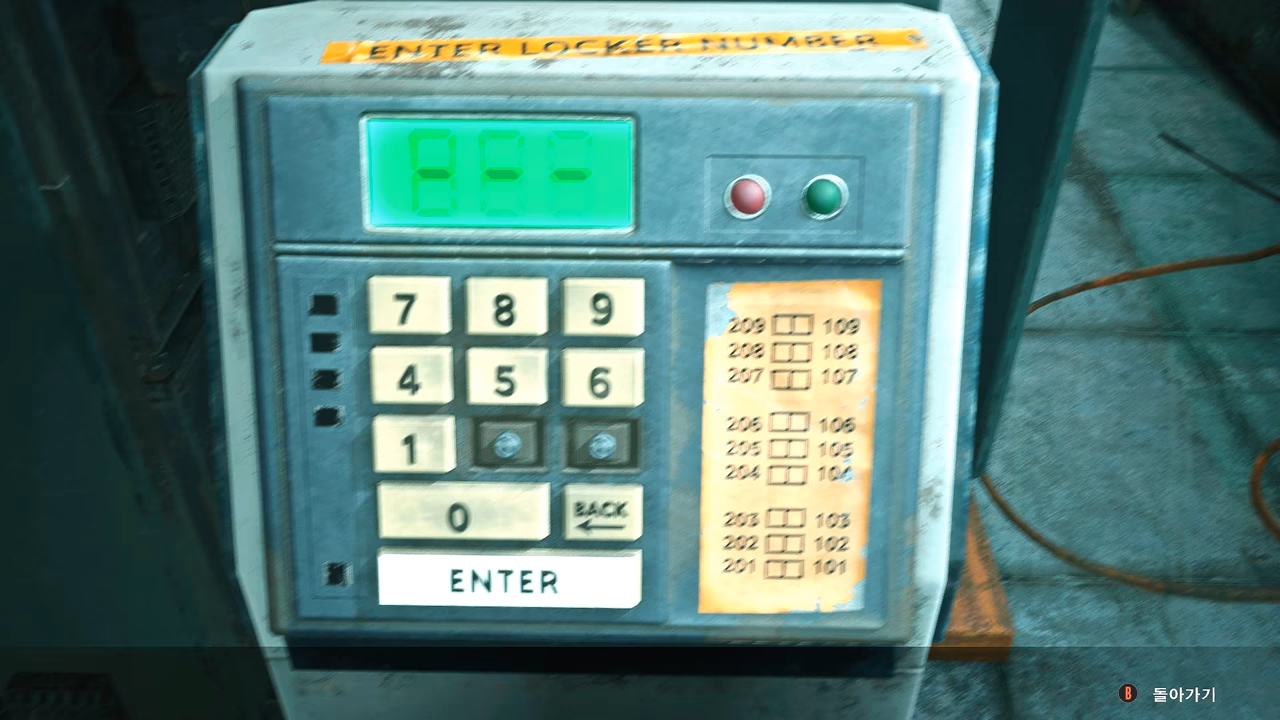 ENTER LOCKER NUMBER
7 8 9
4 5 6
1
0 BACK
ENTER
209 109
208 108
207 107
206 106
205 105
204 104
203 103
202 102
201 101
B 돌아가기